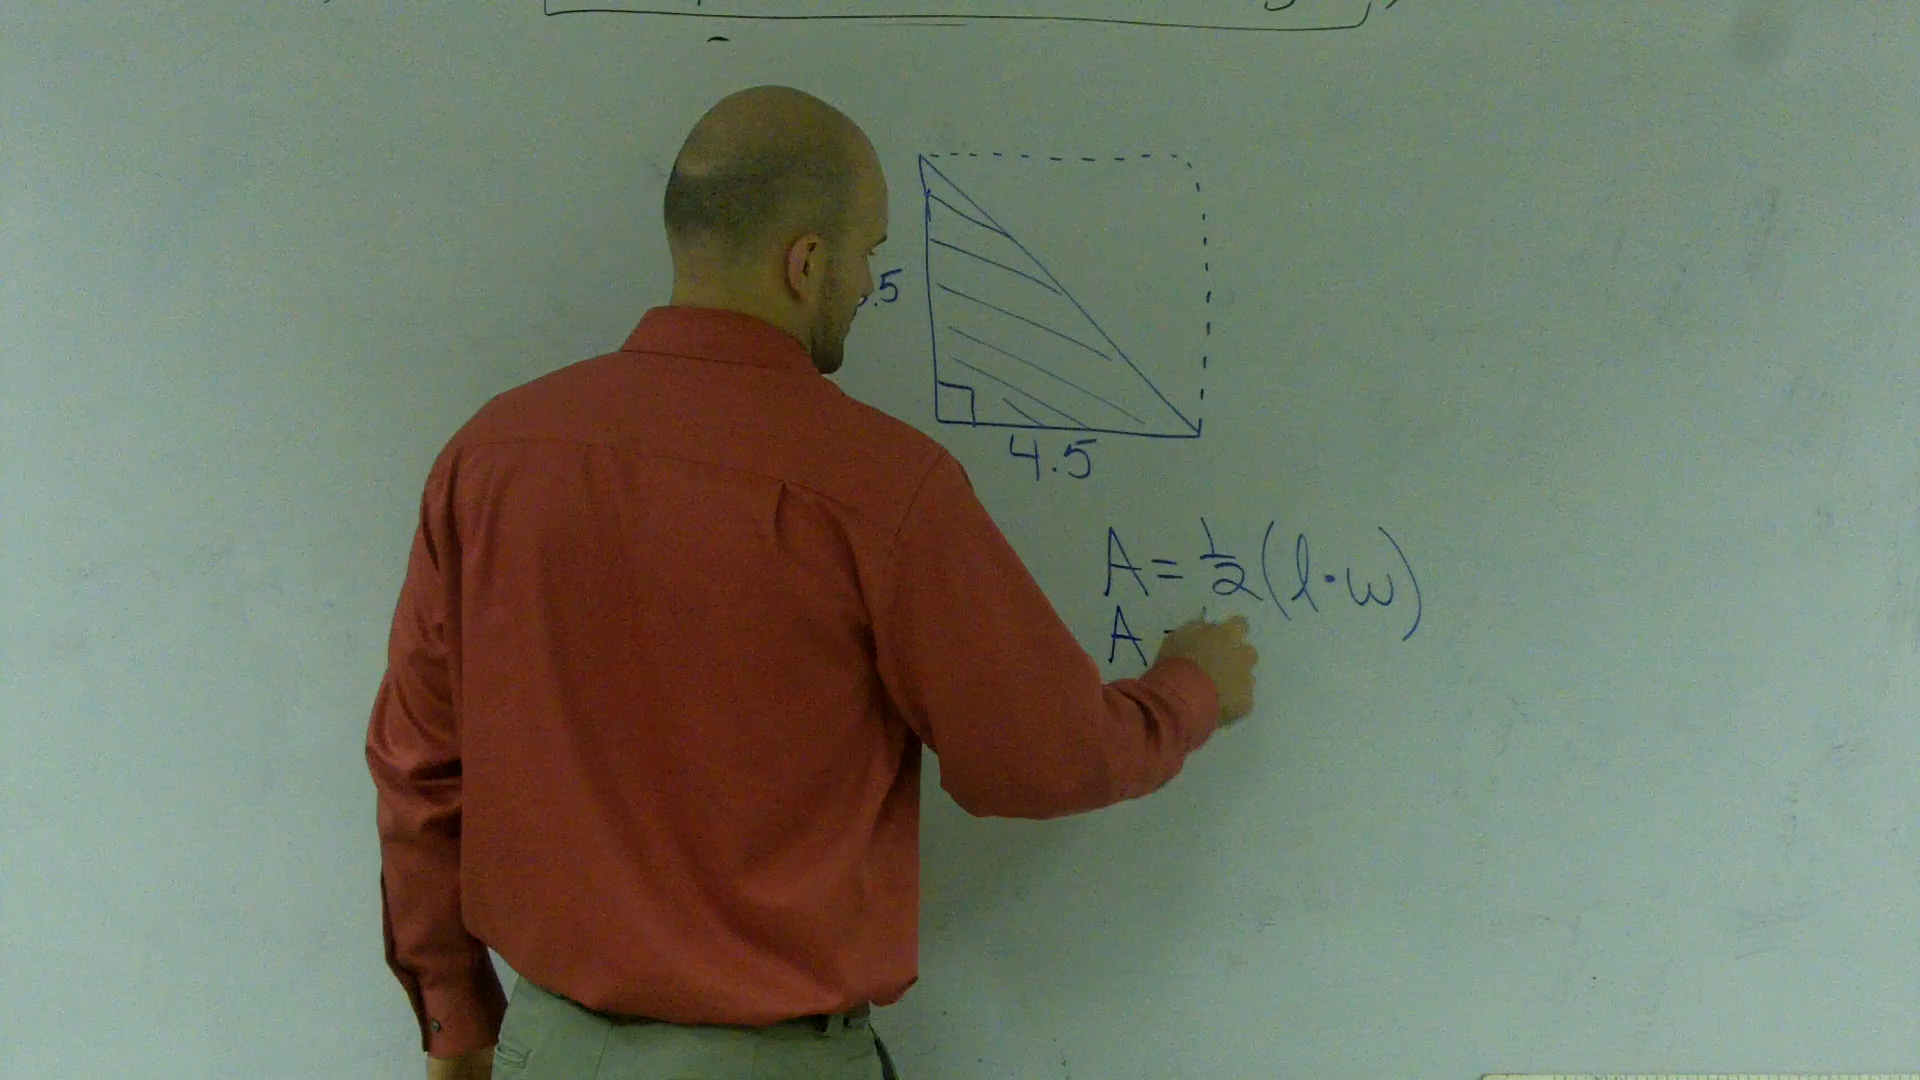 .5
4.5
A = 1/2 (l · w)
A =